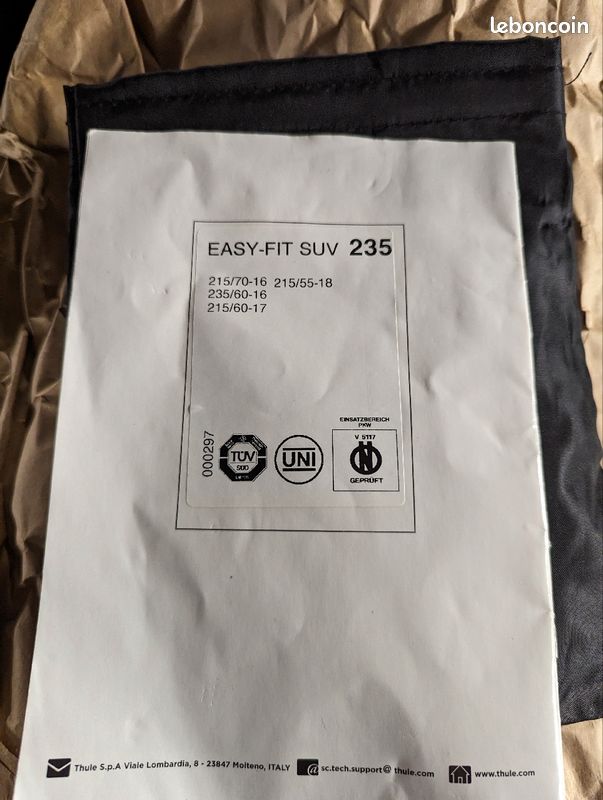 leboncoin
EASY-FIT SUV 235
215/70-16 215/55-18
235/60-16
215/60-17
000297
TÜV
SÜD
UNI
EINSATZBEREICH
PKW
V 5117
GEPRÜFT
Thule S.p.A Viale Lombardia, 8 - 23847 Molteno, ITALY @ sc.tech.support@ thule.com www.thule.com